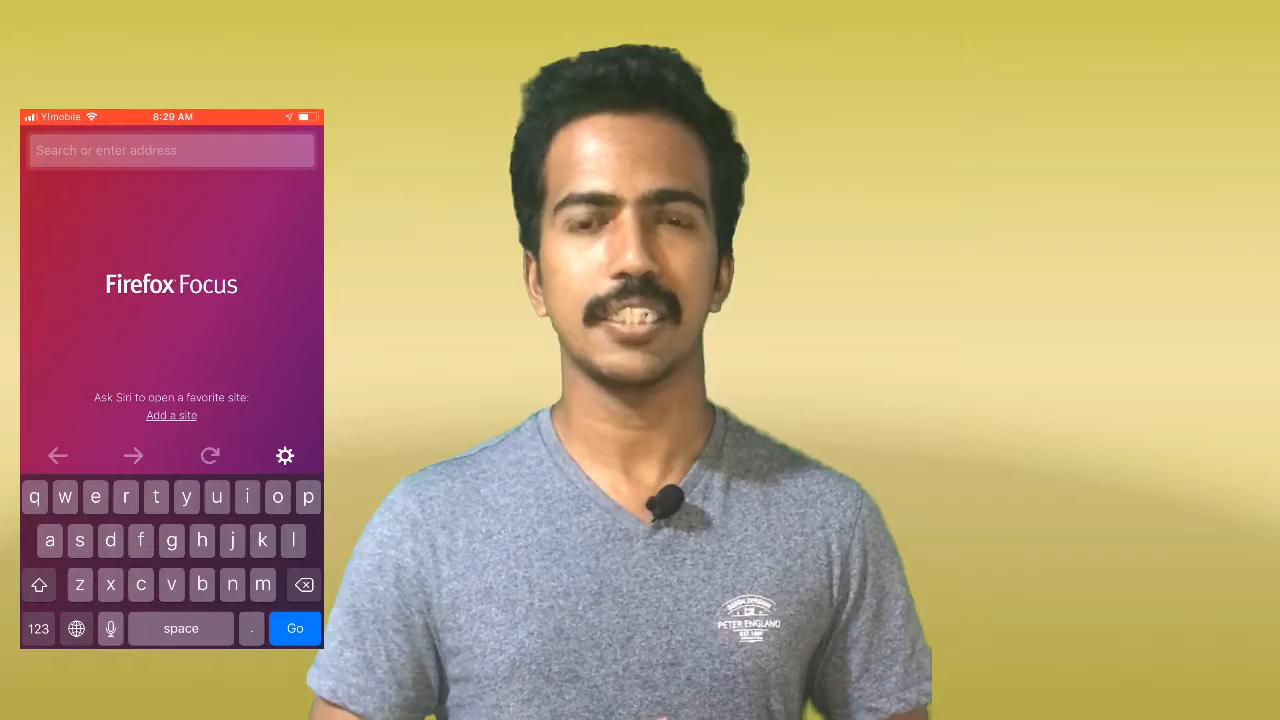 Y!mobile 8:29 AM
Search or enter address
Firefox Focus
Ask Siri to open a favorite site:
Add a site
q w e r t y u i o p
a s d f g h j k l
z x c v b n m
123 space . Go
PETER ENGLAND